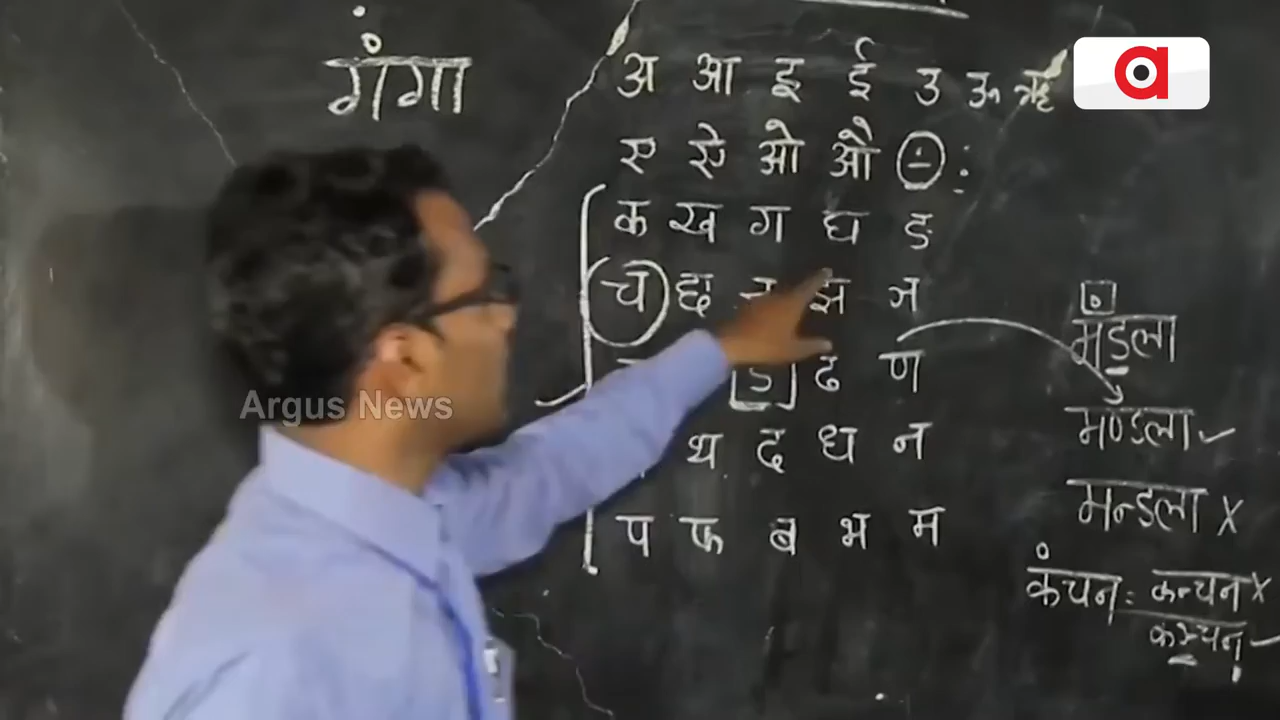 गंगा
अ आ इ ई उ ऊ ऋ
ए ऐ ओ औ ं :
क ख ग घ ङ
च छ झ ञ
ड ढ ण
थ द ध न
प फ ब भ म
मंडला
मण्डला ✓
मन्डला X
कंचन : कन्चन X
कञ्चन ✓
Argus News
a